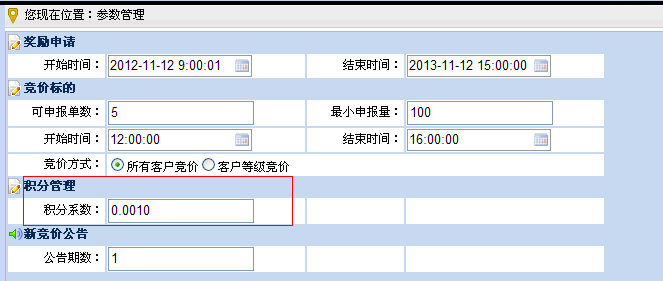 您现在位置：参数管理
奖励申请
开始时间： 2012-11-12 9:00:01 结束时间： 2013-11-12 15:00:00
竞价标的
可申报单数： 5 最小申报量： 100
开始时间： 12:00:00 结束时间： 16:00:00
竞价方式： 所有客户竞价 客户等级竞价
积分管理
积分系数： 0.0010
新竞价公告
公告期数： 1